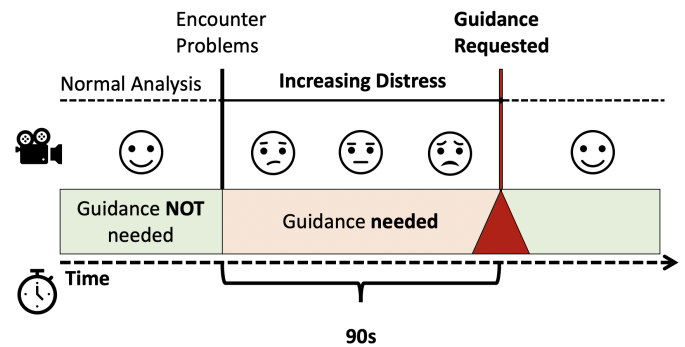 Encounter
Problems
Guidance
Requested
Normal Analysis
Increasing Distress
Guidance NOT
needed
Guidance needed
Time
90s